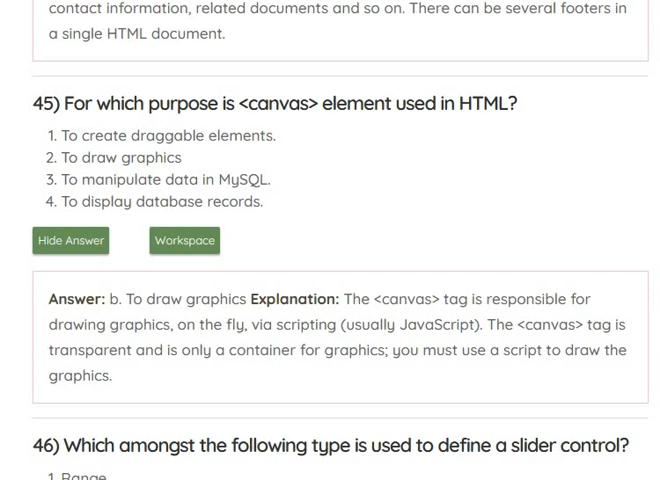 contact information, related documents and so on. There can be several footers in
a single HTML document.
45) For which purpose is <canvas> element used in HTML?
1. To create draggable elements.
2. To draw graphics
3. To manipulate data in MySQL.
4. To display database records.
Hide Answer Workspace
Answer: b. To draw graphics Explanation: The <canvas> tag is responsible for
drawing graphics, on the fly, via scripting (usually JavaScript). The <canvas> tag is
transparent and is only a container for graphics; you must use a script to draw the
graphics.
46) Which amongst the following type is used to define a slider control?
1. Range